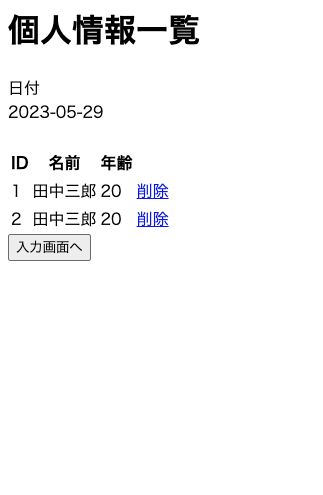 個人情報一覧
日付
2023-05-29
ID 名前 年齢
1 田中三郎 20 削除
2 田中三郎 20 削除
入力画面へ